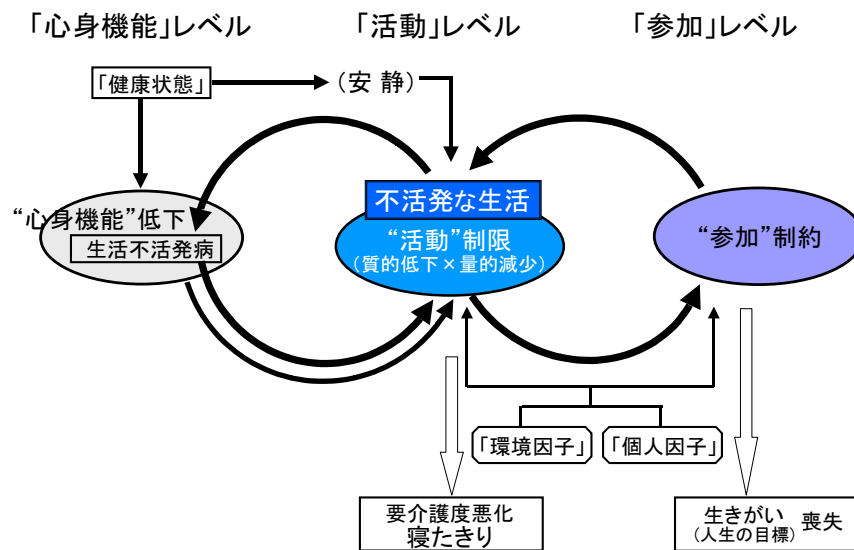 「心身機能」レベル
「活動」レベル
「参加」レベル
「健康状態」
(安 静)
不活発な生活
“心身機能”低下
生活不活発病
“活動”制限
(質的低下×量的減少)
“参加”制約
「環境因子」
「個人因子」
要介護度悪化
寝たきり
生きがい 喪失
(人生の目標)